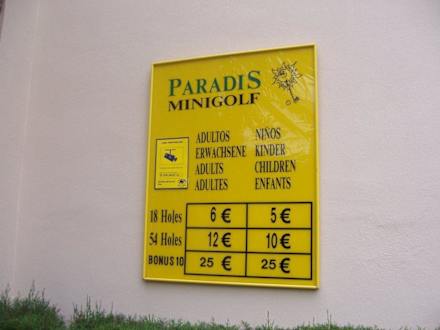 PARADIS
MINIGOLF
ADULTOS NIÑOS
ERWACHSENE KINDER
ADULTS CHILDREN
ADULTES ENFANTS
18 Holes 6 € 5 €
54 Holes 12 € 10 €
BONUS 10 25 € 25 €